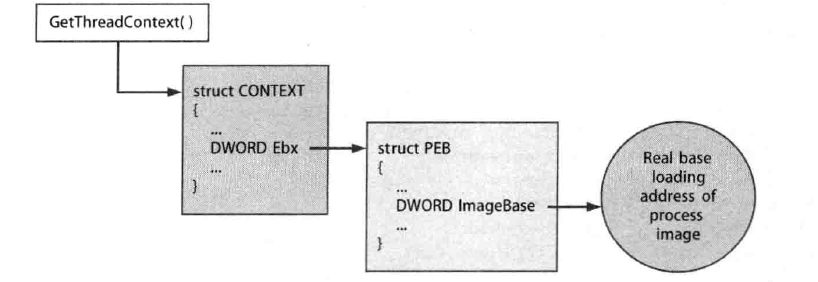 GetThreadContext( )
struct CONTEXT
{
...
DWORD Ebx
...
}
struct PEB
{
...
DWORD ImageBase
...
}
Real base
loading
address of
process
image